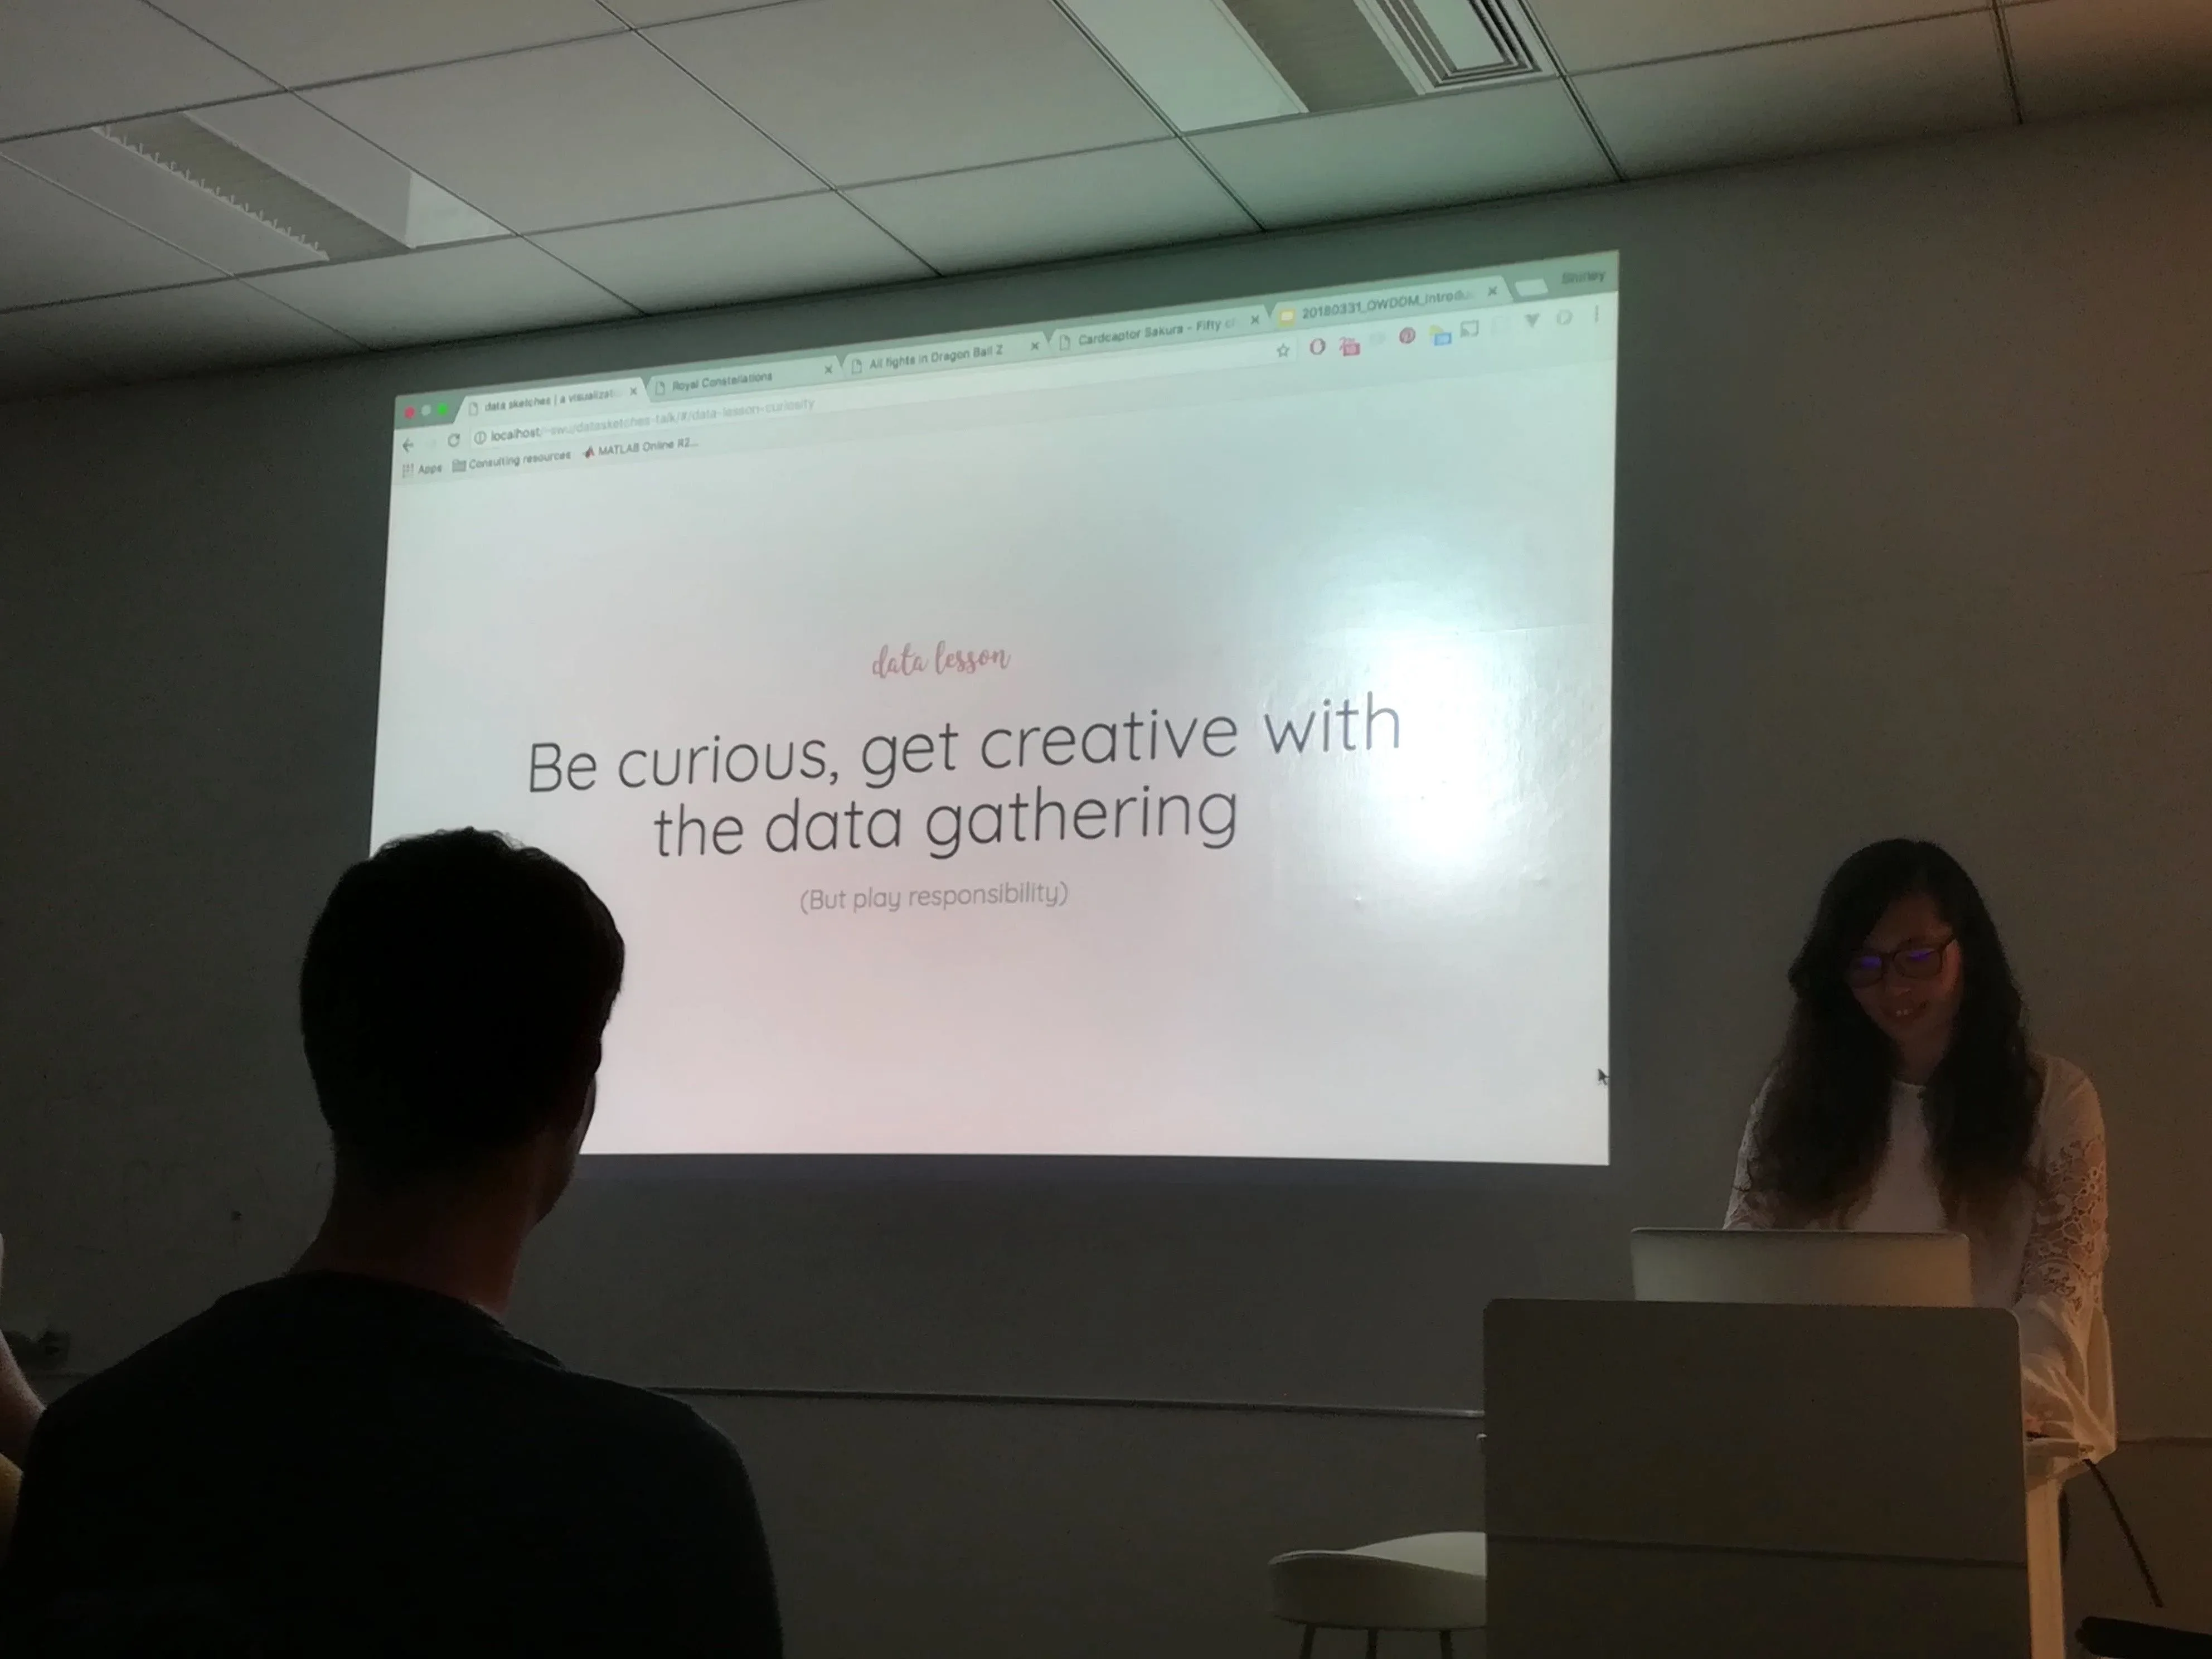 Shirley
data sketches | a visualizat
Royal Constellations
All fights in Dragon Ball Z
Cardcaptor Sakura - Fifty c
20180331_OWDDM_Introdu
localhost/~swu/datasketches-talk/#/data-lesson-curiosity
Apps
Consulting resources
MATLAB Online R2...
data lesson
Be curious, get creative with
the data gathering
(But play responsibility)